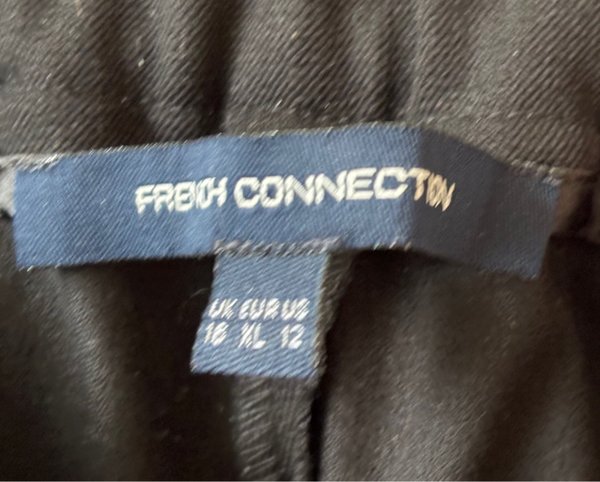 FRENCH CONNECTION
UK EUR US
16 XL 12